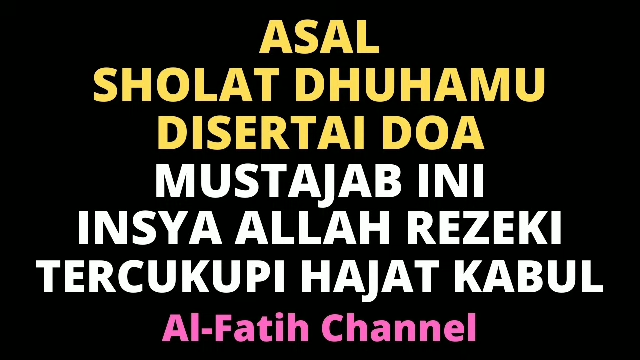 ASAL
SHOLAT DHUHAMU
DISERTAI DOA
MUSTAJAB INI
INSYA ALLAH REZEKI
TERCUKUPI HAJAT KABUL
Al-Fatih Channel